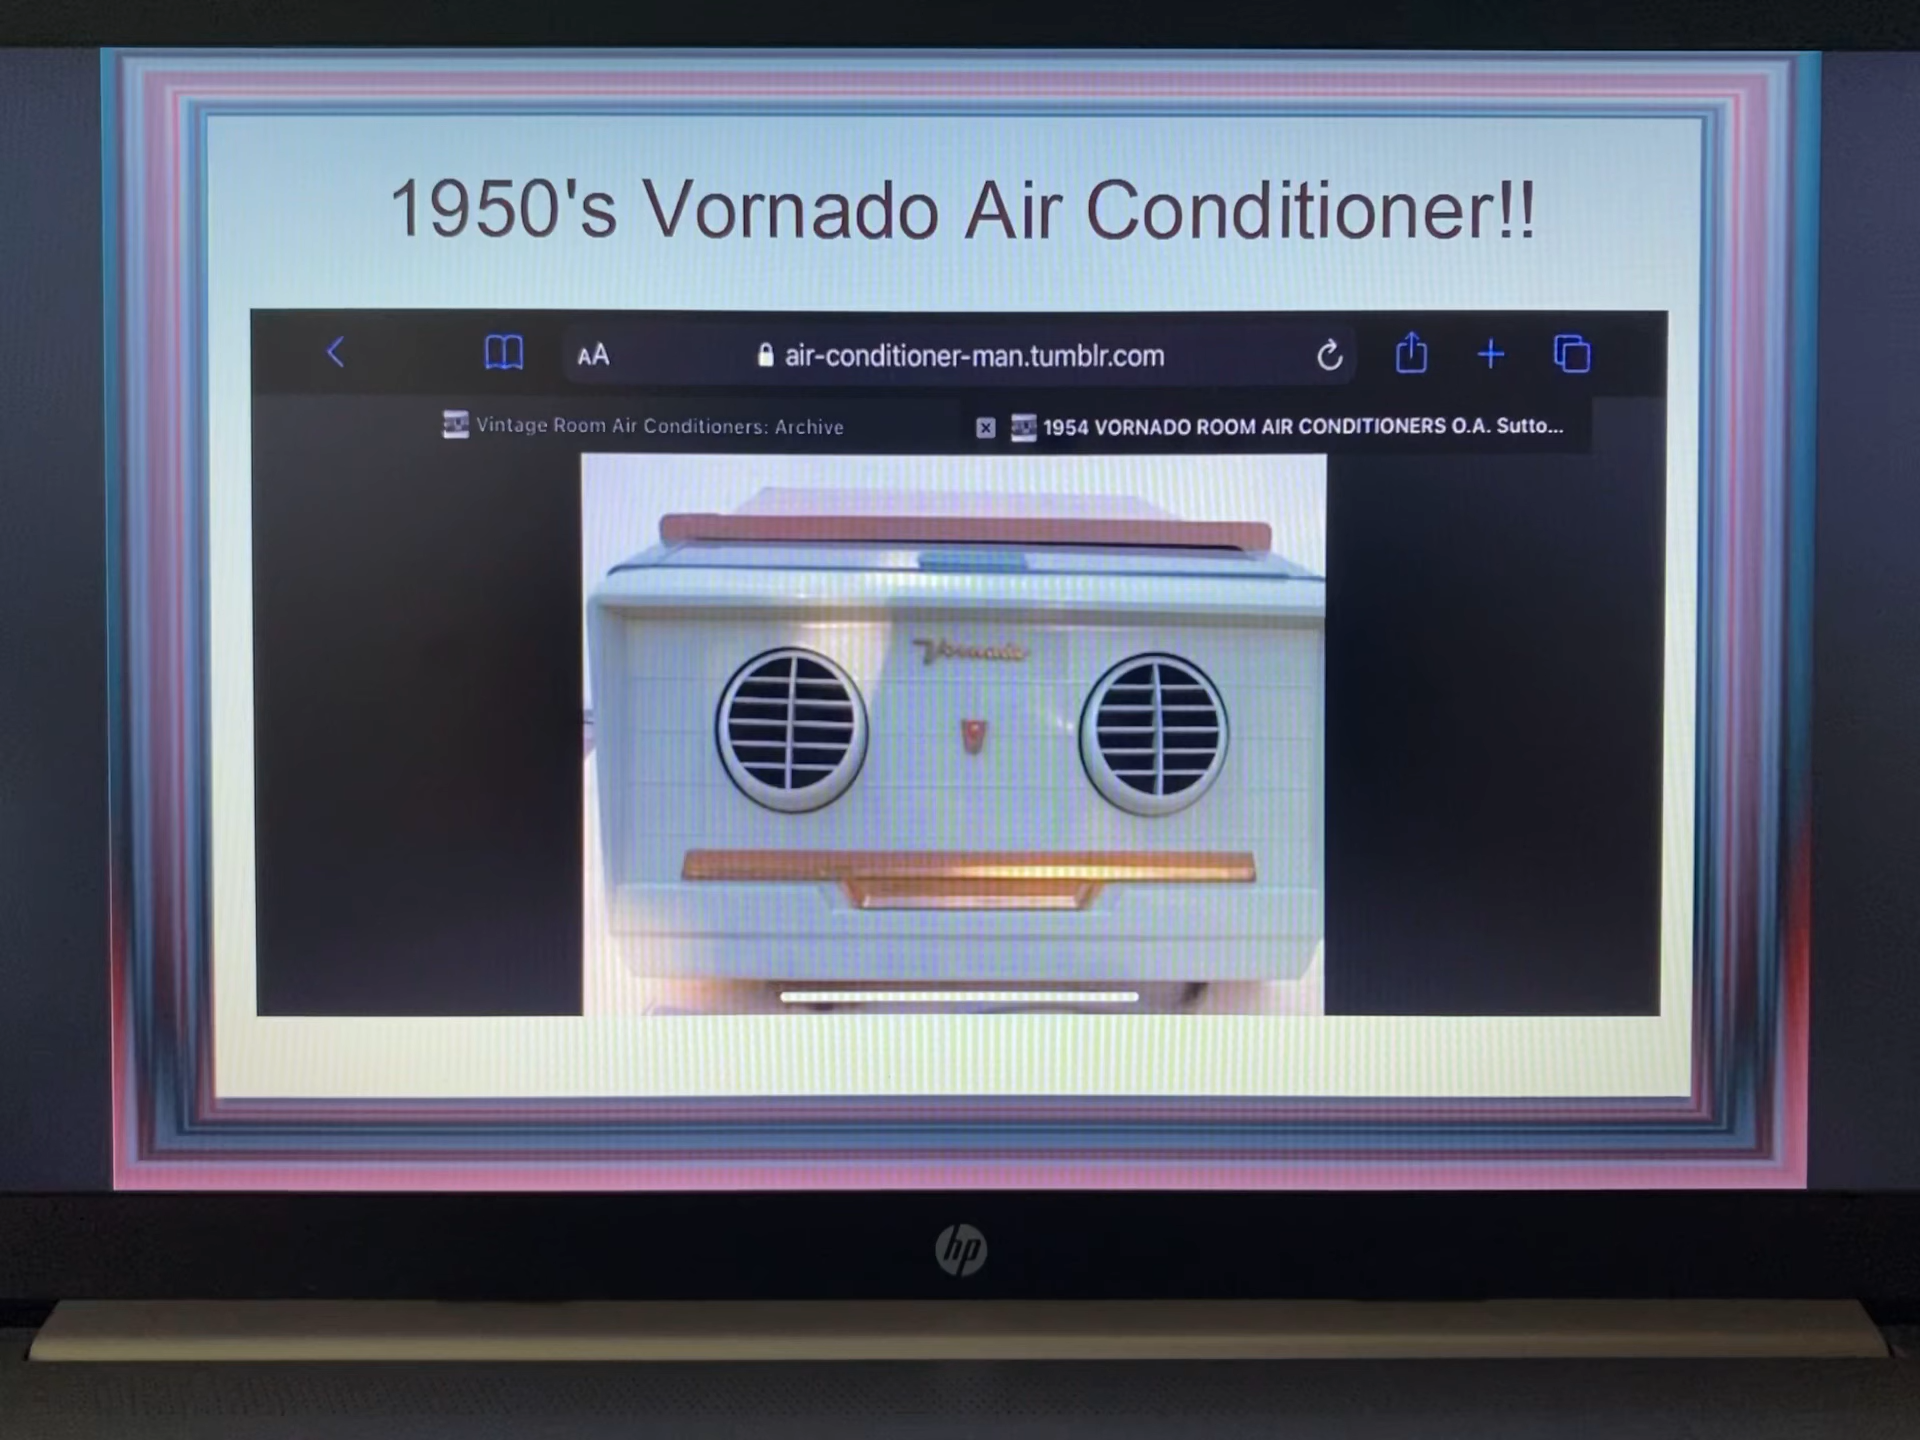 1950's Vornado Air Conditioner!!
AA air-conditioner-man.tumblr.com
Vintage Room Air Conditioners: Archive
1954 VORNADO ROOM AIR CONDITIONERS O.A. Sutto...
Vornado
hp